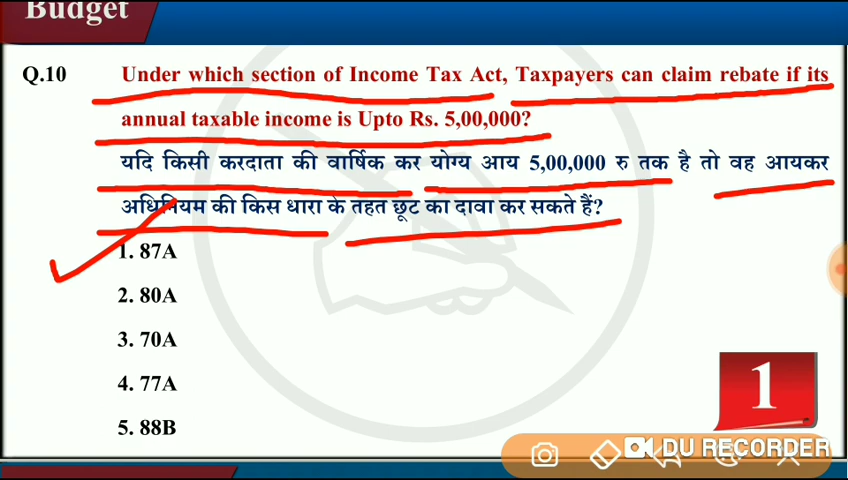 Budget
Q.10 Under which section of Income Tax Act, Taxpayers can claim rebate if its
annual taxable income is Upto Rs. 5,00,000?
यदि किसी करदाता की वार्षिक कर योग्य आय 5,00,000 रु तक है तो वह आयकर
अधिनियम की किस धारा के तहत छूट का दावा कर सकते हैं?
1. 87A
2. 80A
3. 70A
4. 77A
5. 88B
1
DU RECORDER